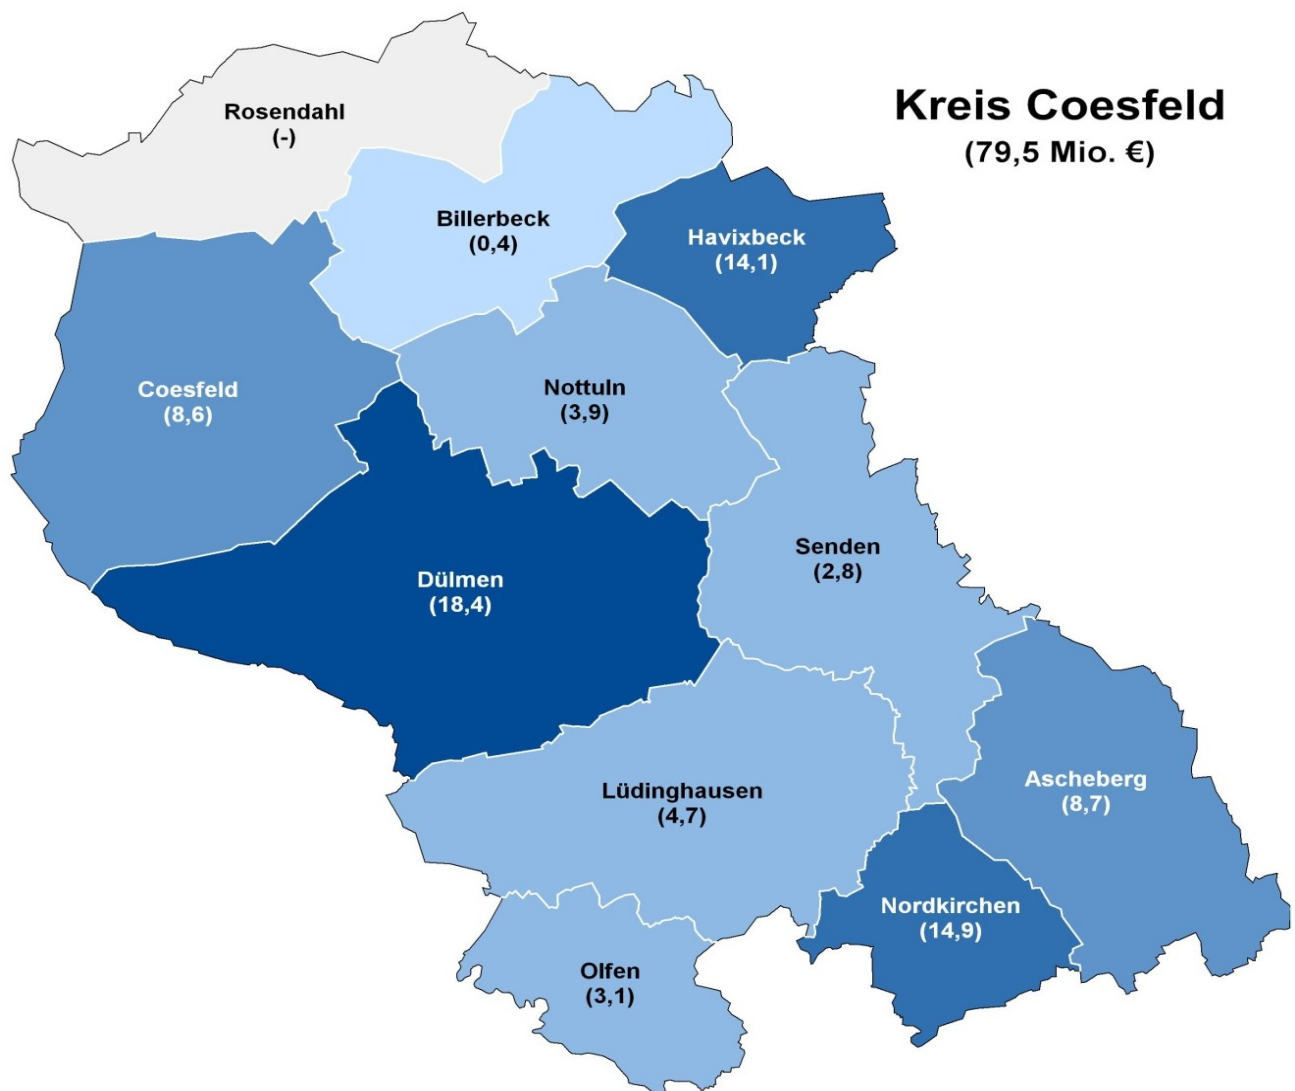 Kreis Coesfeld
(79,5 Mio. €)
Rosendahl
(-)
Billerbeck
(0,4)
Havixbeck
(14,1)
Coesfeld
(8,6)
Nottuln
(3,9)
Senden
(2,8)
Dülmen
(18,4)
Lüdinghausen
(4,7)
Ascheberg
(8,7)
Nordkirchen
(14,9)
Olfen
(3,1)